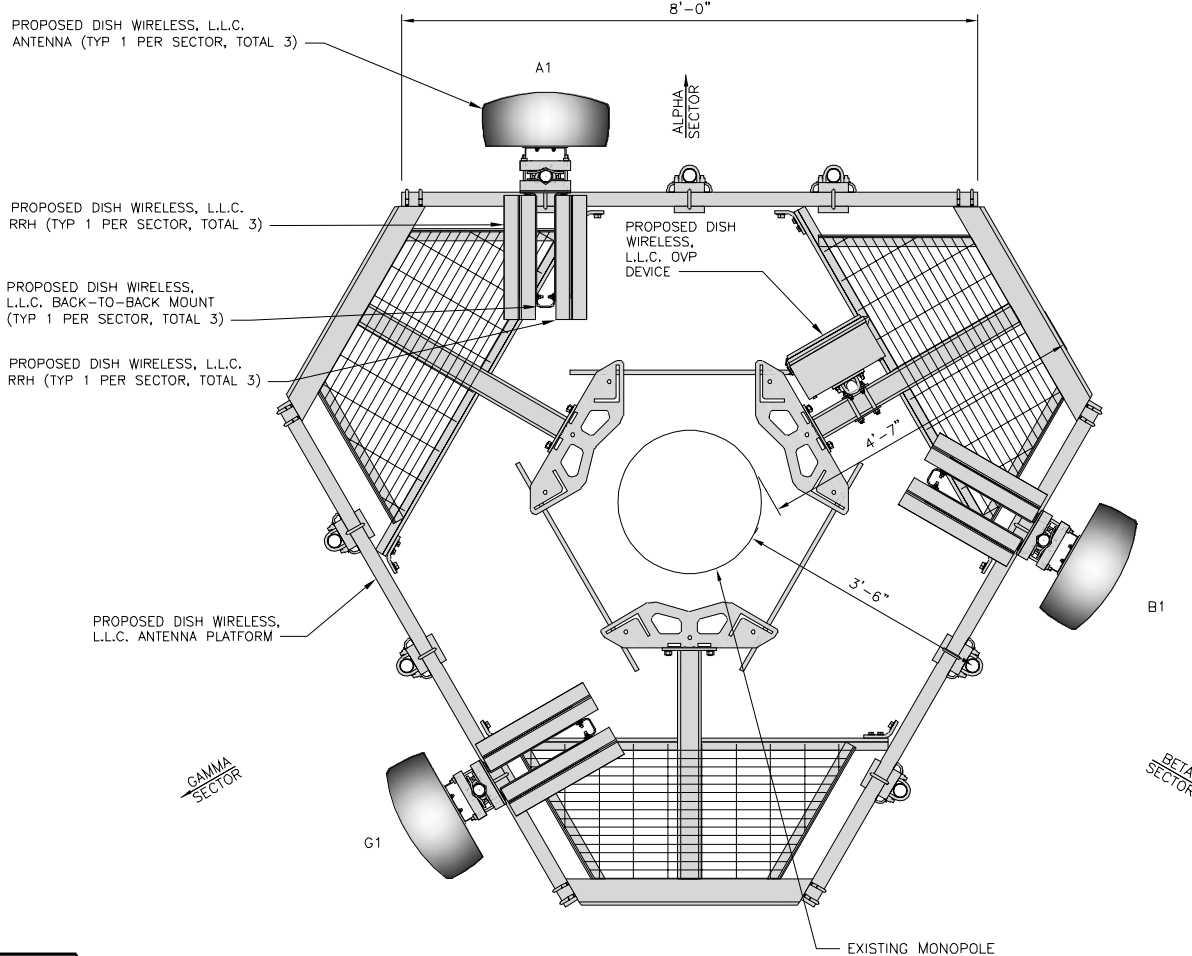 8'-0"
PROPOSED DISH WIRELESS, L.L.C.
ANTENNA (TYP 1 PER SECTOR, TOTAL 3)
A1
ALPHA
SECTOR
PROPOSED DISH WIRELESS, L.L.C.
RRH (TYP 1 PER SECTOR, TOTAL 3)
PROPOSED DISH
WIRELESS,
L.L.C. OVP
DEVICE
PROPOSED DISH WIRELESS,
L.L.C. BACK-TO-BACK MOUNT
(TYP 1 PER SECTOR, TOTAL 3)
PROPOSED DISH WIRELESS, L.L.C.
RRH (TYP 1 PER SECTOR, TOTAL 3)
4'-7"
3'-6"
B1
PROPOSED DISH WIRELESS,
L.L.C. ANTENNA PLATFORM
GAMMA
SECTOR
BETA
SECTOR
G1
EXISTING MONOPOLE